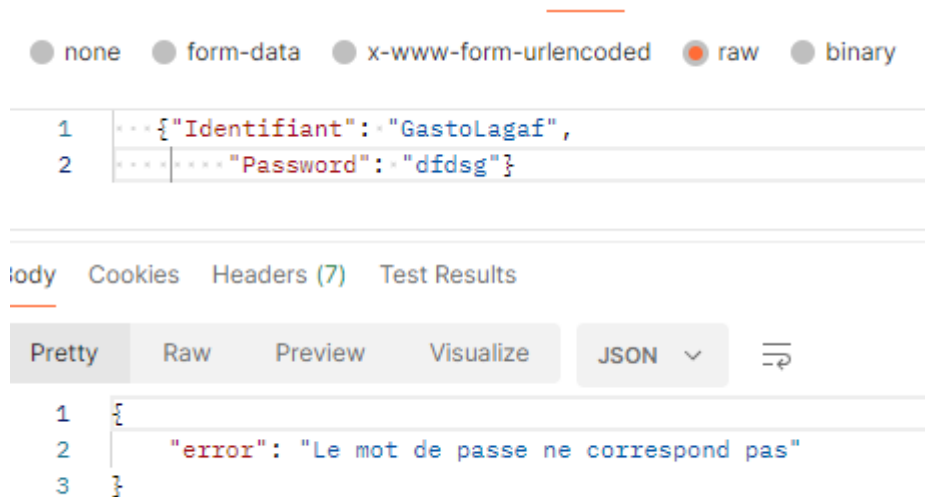 none form-data x-www-form-urlencoded raw binary
1 {"Identifiant": "GastoLagaf",
2 "Password": "dfdsg"}
ody Cookies Headers (7) Test Results
Pretty Raw Preview Visualize JSON
1 {
2 "error": "Le mot de passe ne correspond pas"
3 }